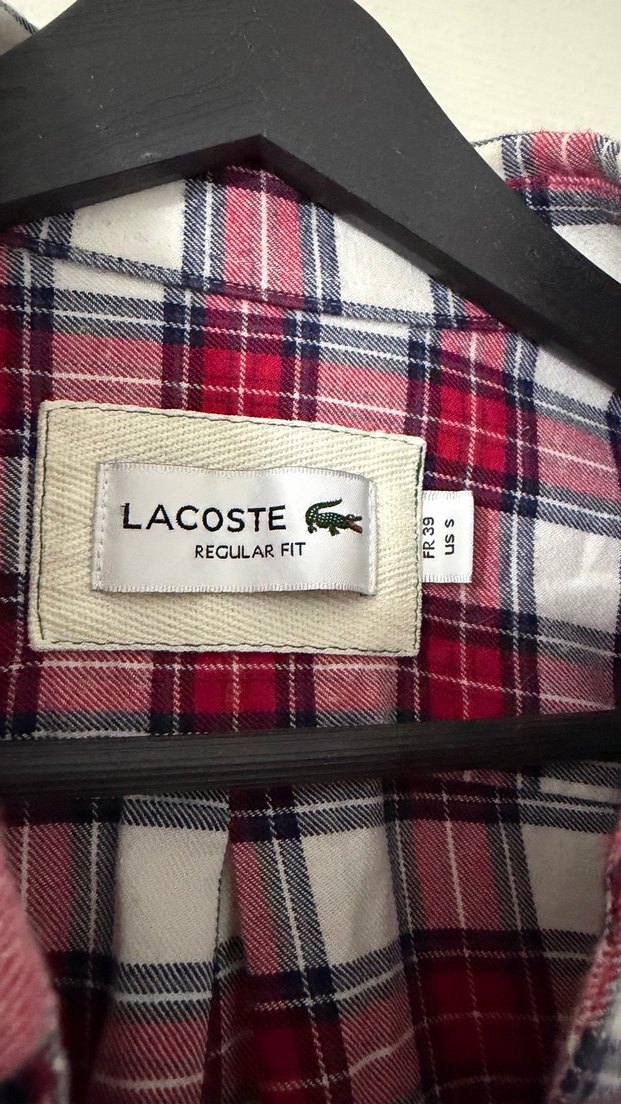 LACOSTE
REGULAR FIT
FR 39
US S